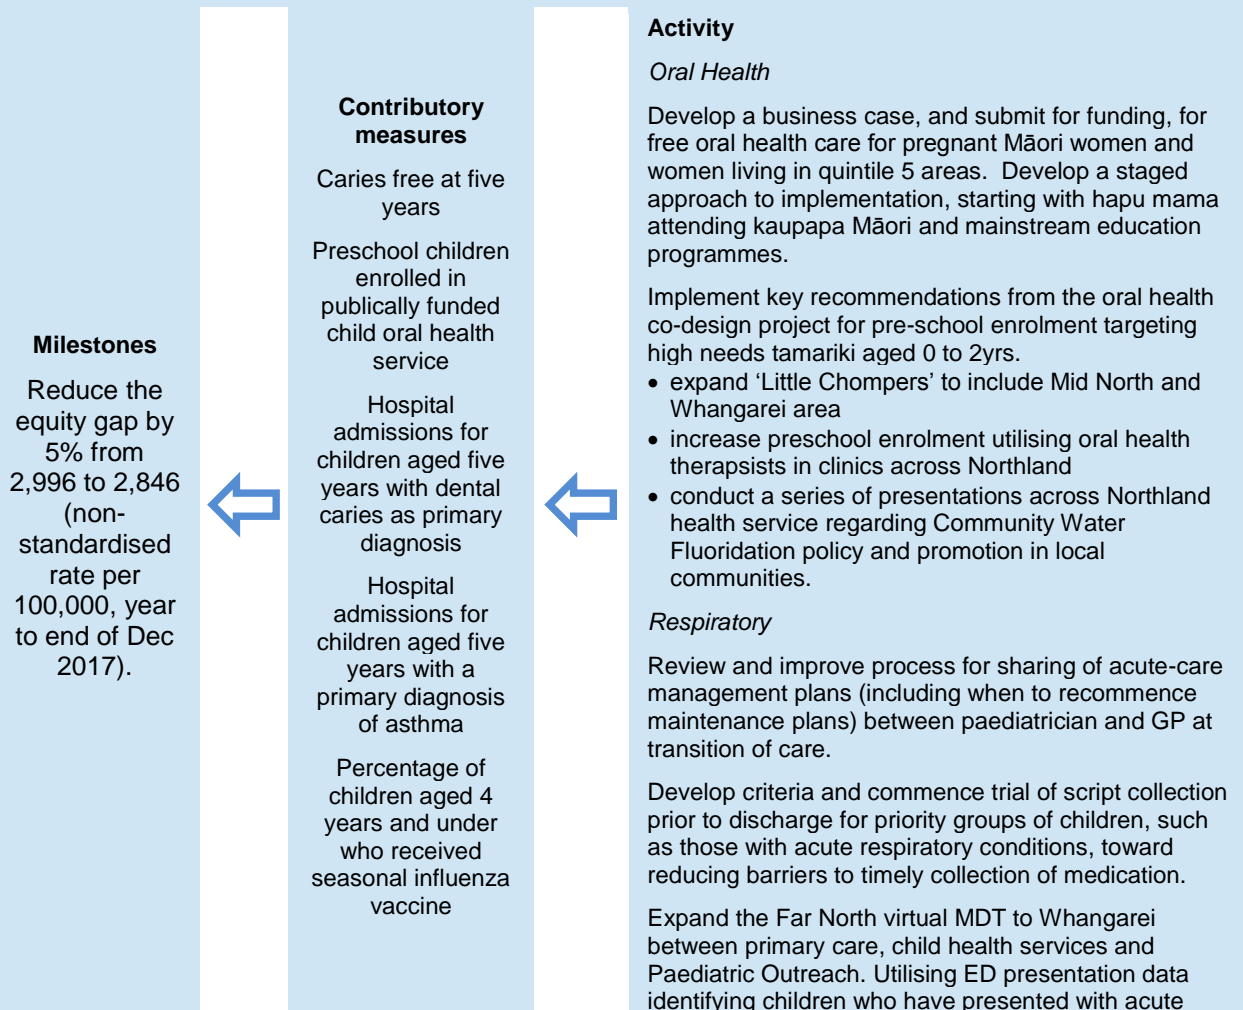 Milestones
Reduce the
equity gap by
5% from
2,996 to 2,846
(non-
standardised
rate per
100,000, year
to end of Dec
2017).
Contributory
measures
Caries free at five
years
Preschool children
enrolled in
publically funded
child oral health
service
Hospital
admissions for
children aged five
years with dental
caries as primary
diagnosis
Hospital
admissions for
children aged five
years with a
primary diagnosis
of asthma
Percentage of
children aged 4
years and under
who received
seasonal influenza
vaccine
Activity
Oral Health
Develop a business case, and submit for funding, for
free oral health care for pregnant Māori women and
women living in quintile 5 areas.  Develop a staged
approach to implementation, starting with hapu mama
attending kaupapa Māori and mainstream education
programmes.
Implement key recommendations from the oral health
co-design project for pre-school enrolment targeting
high needs tamariki aged 0 to 2yrs.
• expand ‘Little Chompers’ to include Mid North and
Whangarei area
• increase preschool enrolment utilising oral health
therapsists in clinics across Northland
• conduct a series of presentations across Northland
health service regarding Community Water
Fluoridation policy and promotion in local
communities.
Respiratory
Review and improve process for sharing of acute-care
management plans (including when to recommence
maintenance plans) between paediatrician and GP at
transition of care.
Develop criteria and commence trial of script collection
prior to discharge for priority groups of children, such
as those with acute respiratory conditions, toward
reducing barriers to timely collection of medication.
Expand the Far North virtual MDT to Whangarei
between primary care, child health services and
Paediatric Outreach. Utilising ED presentation data
identifying children who have presented with acute